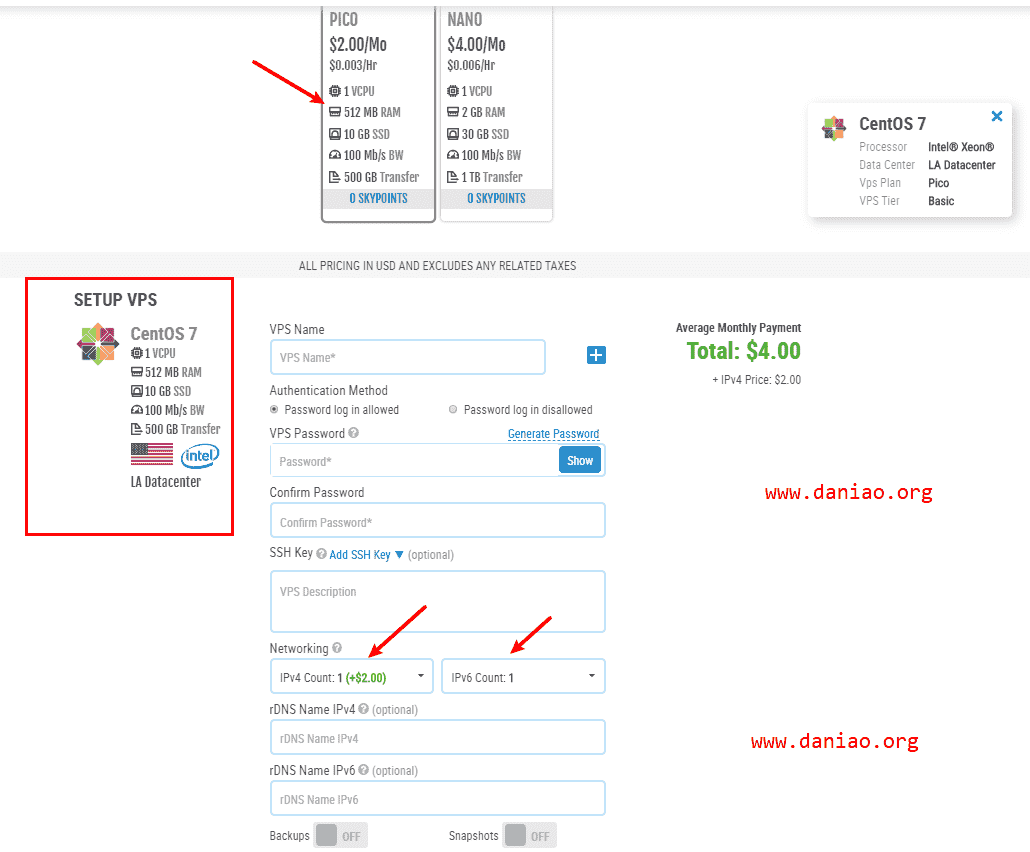 PICO
$2.00/Mo
$0.003/Hr
1 VCPU
512 MB RAM
10 GB SSD
100 Mb/s BW
500 GB Transfer
0 SKYPOINTS
NANO
$4.00/Mo
$0.006/Hr
1 VCPU
2 GB RAM
30 GB SSD
100 Mb/s BW
1 TB Transfer
0 SKYPOINTS
CentOS 7
Processor Intel® Xeon®
Data Center LA Datacenter
Vps Plan Pico
VPS Tier Basic
ALL PRICING IN USD AND EXCLUDES ANY RELATED TAXES
SETUP VPS
CentOS 7
1 VCPU
512 MB RAM
10 GB SSD
100 Mb/s BW
500 GB Transfer
intel
LA Datacenter
VPS Name
VPS Name*
Authentication Method
Password log in allowed Password log in disallowed
VPS Password Generate Password
Password* Show
Confirm Password
Confirm Password*
SSH Key Add SSH Key (optional)
VPS Description
Networking
IPv4 Count: 1 (+$2.00) IPv6 Count: 1
rDNS Name IPv4 (optional)
rDNS Name IPv4
rDNS Name IPv6 (optional)
rDNS Name IPv6
Backups OFF Snapshots OFF
Average Monthly Payment
Total: $4.00
+ IPv4 Price: $2.00
www.daniao.org
www.daniao.org